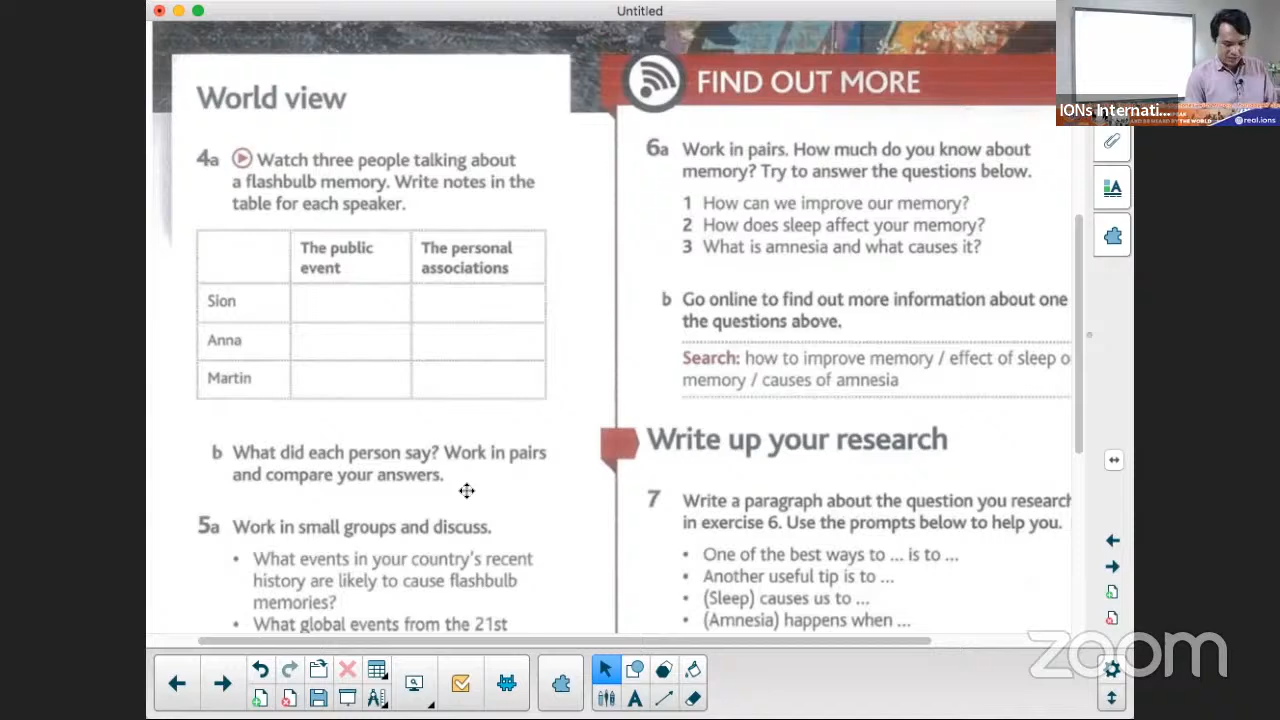 Untitled
World view
4a Watch three people talking about
a flashbulb memory. Write notes in the
table for each speaker.
The public
event
The personal
associations
Sion
Anna
Martin
b What did each person say? Work in pairs
and compare your answers.
5a Work in small groups and discuss.
• What events in your country's recent
history are likely to cause flashbulb
memories?
• What global events from the 21st
FIND OUT MORE
6a Work in pairs. How much do you know about
memory? Try to answer the questions below.
1 How can we improve our memory?
2 How does sleep affect your memory?
3 What is amnesia and what causes it?
b Go online to find out more information about one
the questions above.
Search: how to improve memory / effect of sleep o
memory / causes of amnesia
Write up your research
7 Write a paragraph about the question you research
in exercise 6. Use the prompts below to help you.
• One of the best ways to ... is to ...
• Another useful tip is to ...
• (Sleep) causes us to ...
• (Amnesia) happens when ...
IONs Internati...
BE HEARD BY THE WORLD
real.ions
zoom